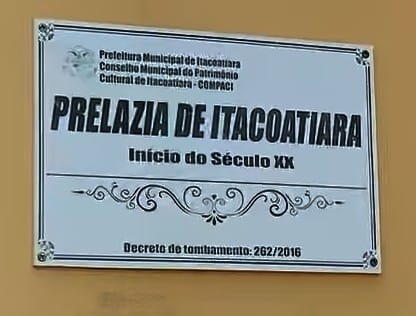 Prefeitura Municipal de Itacoatiara
Conselho Municipal do Patrimônio
Cultural de Itacoatiara - COMPACI
PRELAZIA DE ITACOATIARA
Início do Século XX
Decreto de tombamento: 262/2016